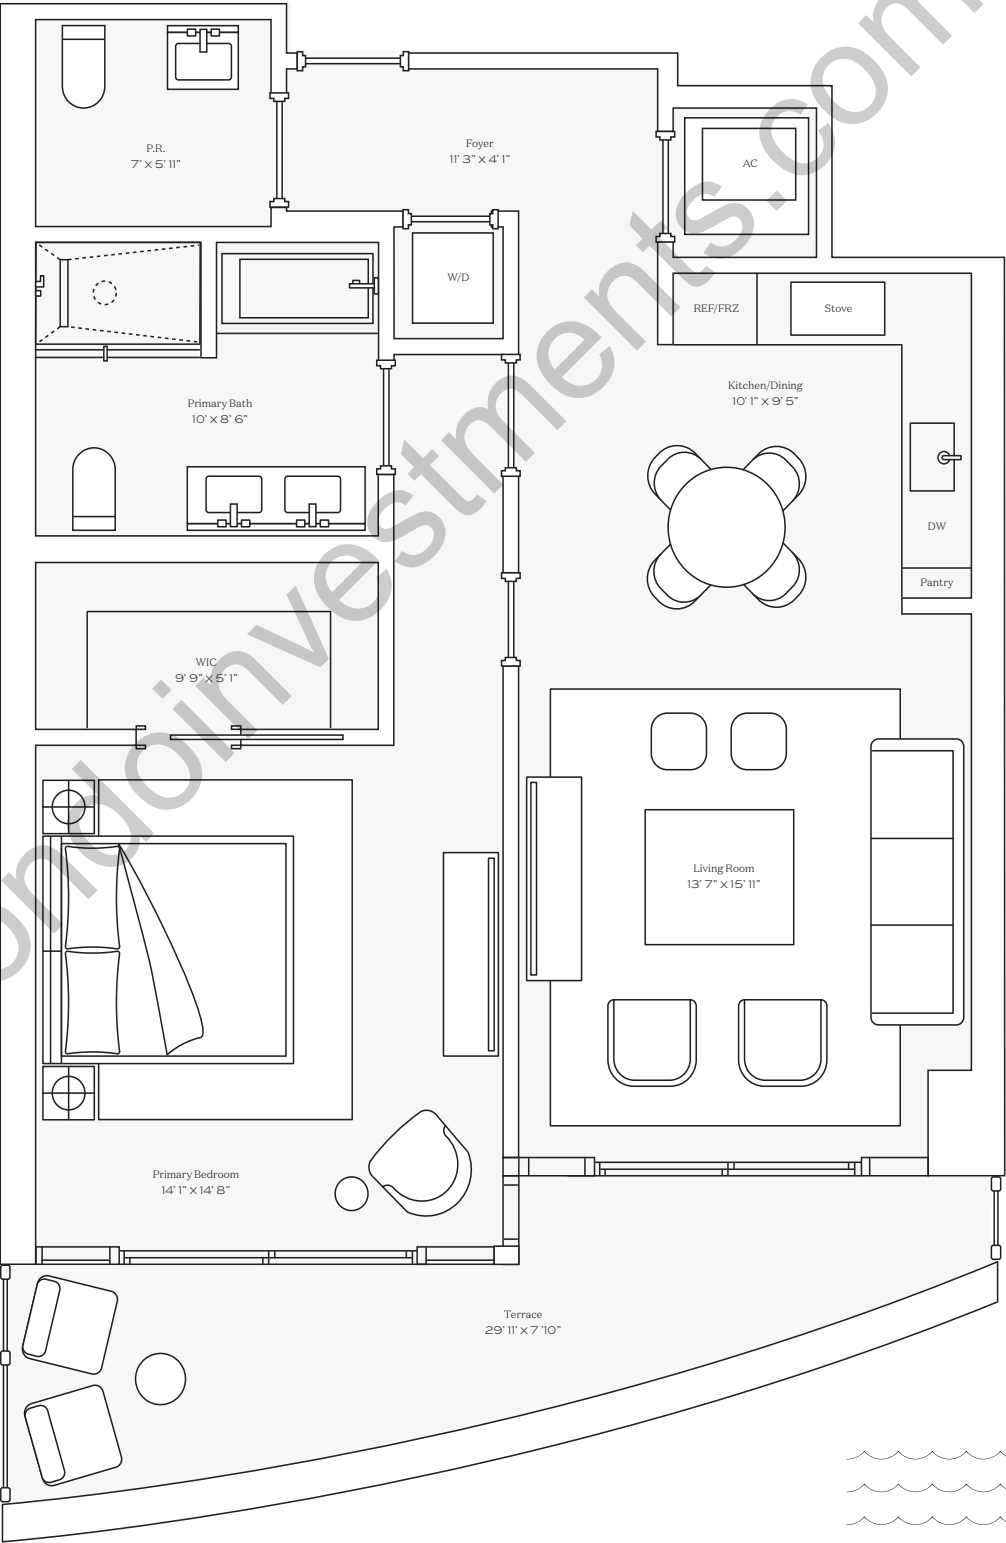 P.R.
7' X 5' 11"
Foyer
11' 3" X 4' 1"
AC
W/D
REF/FRZ
Stove
Primary Bath
10' X 8' 6"
Kitchen/Dining
10' 1" X 9' 5"
DW
Pantry
WIC
9' 9" X 5' 1"
Living Room
13' 7" X 15' 11"
Primary Bedroom
14' 1" X 14' 8"
Terrace
29' 11' X 7 '10"
ondoinvestments.com